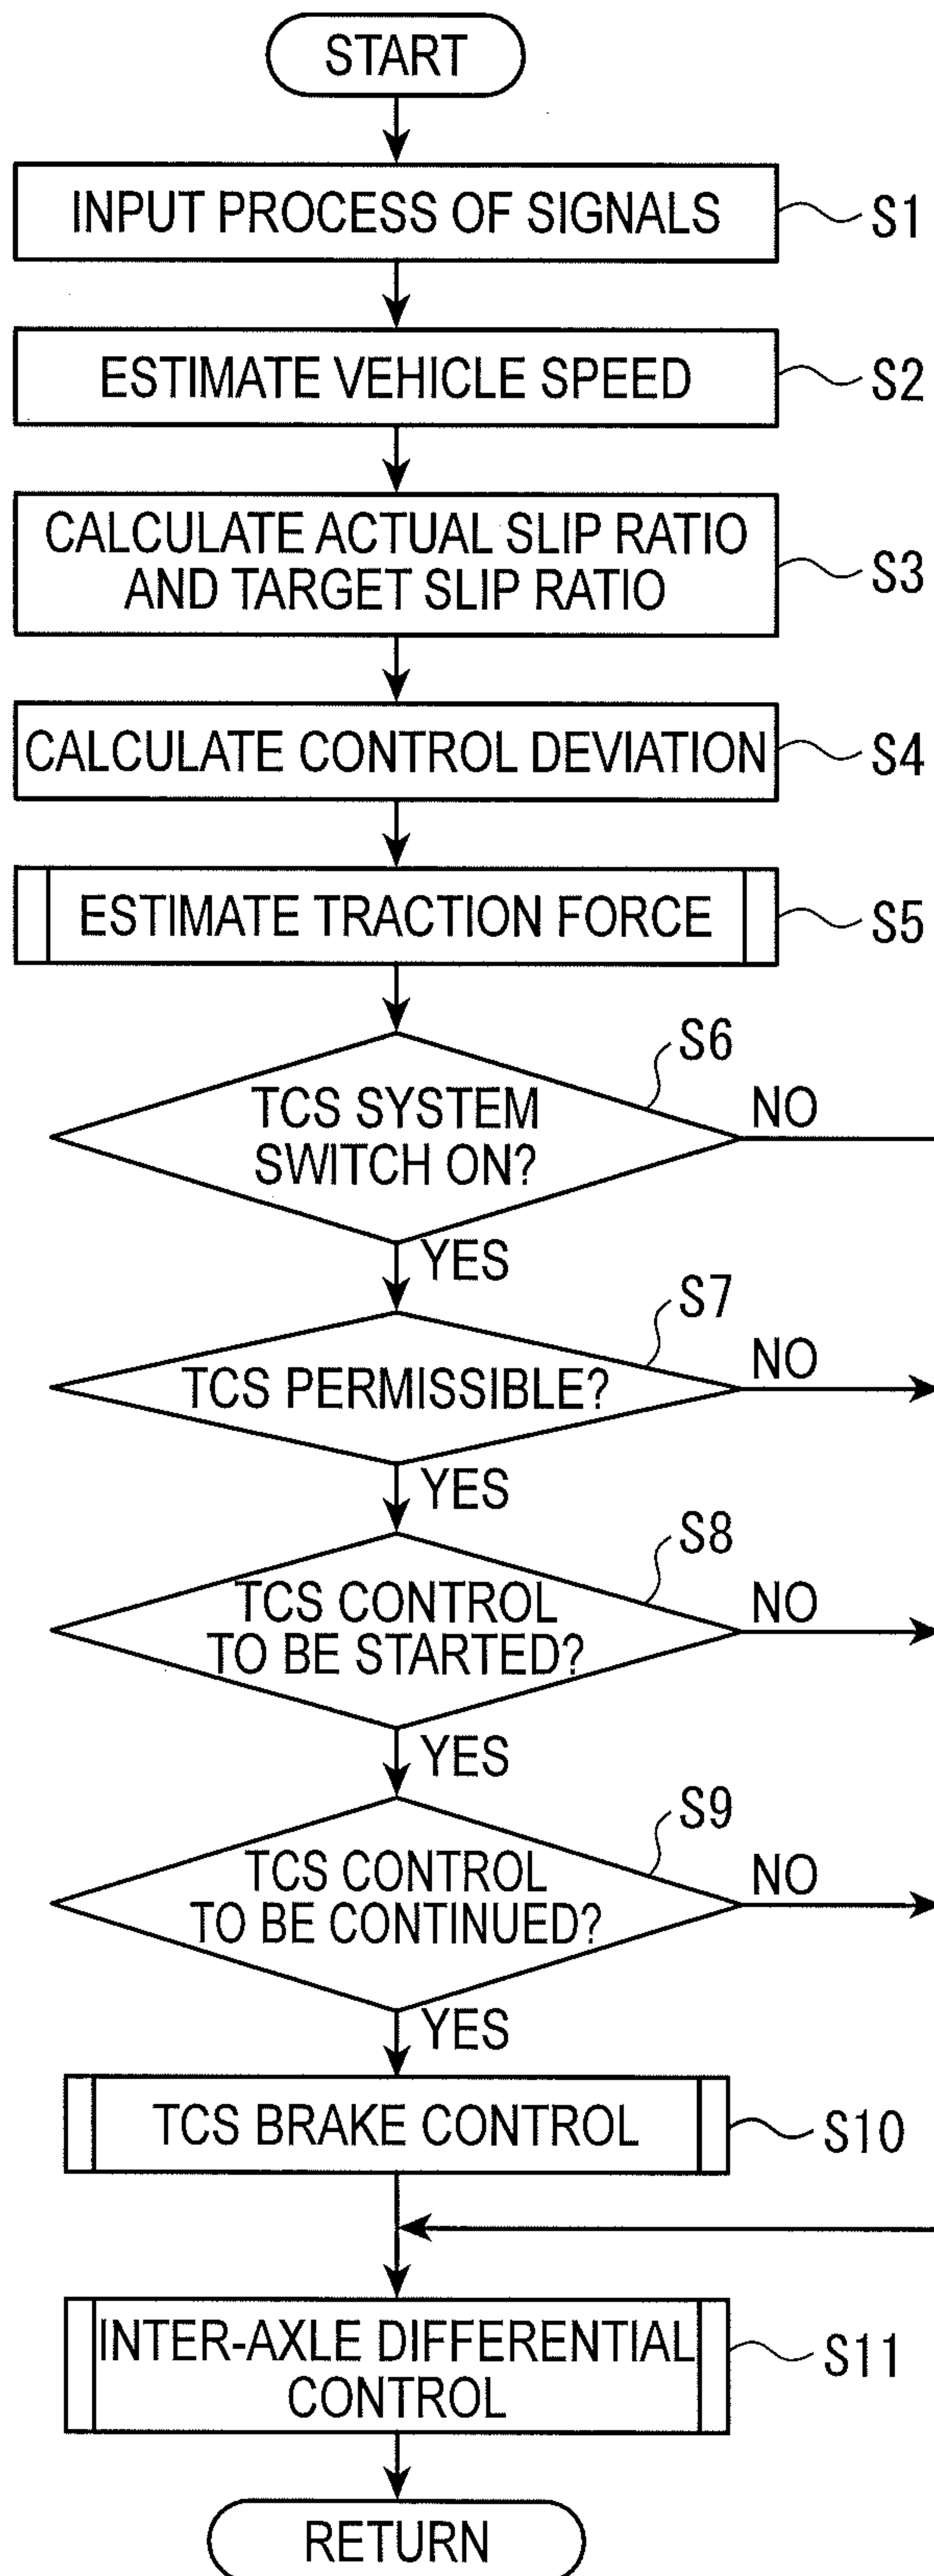 START
INPUT PROCESS OF SIGNALS
S1
ESTIMATE VEHICLE SPEED
S2
CALCULATE ACTUAL SLIP RATIO
AND TARGET SLIP RATIO
S3
CALCULATE CONTROL DEVIATION
S4
ESTIMATE TRACTION FORCE
S5
S6
TCS SYSTEM
SWITCH ON?
NO
YES
S7
TCS PERMISSIBLE?
NO
YES
S8
TCS CONTROL
TO BE STARTED?
NO
YES
S9
TCS CONTROL
TO BE CONTINUED?
NO
YES
TCS BRAKE CONTROL
S10
INTER-AXLE DIFFERENTIAL
CONTROL
S11
RETURN